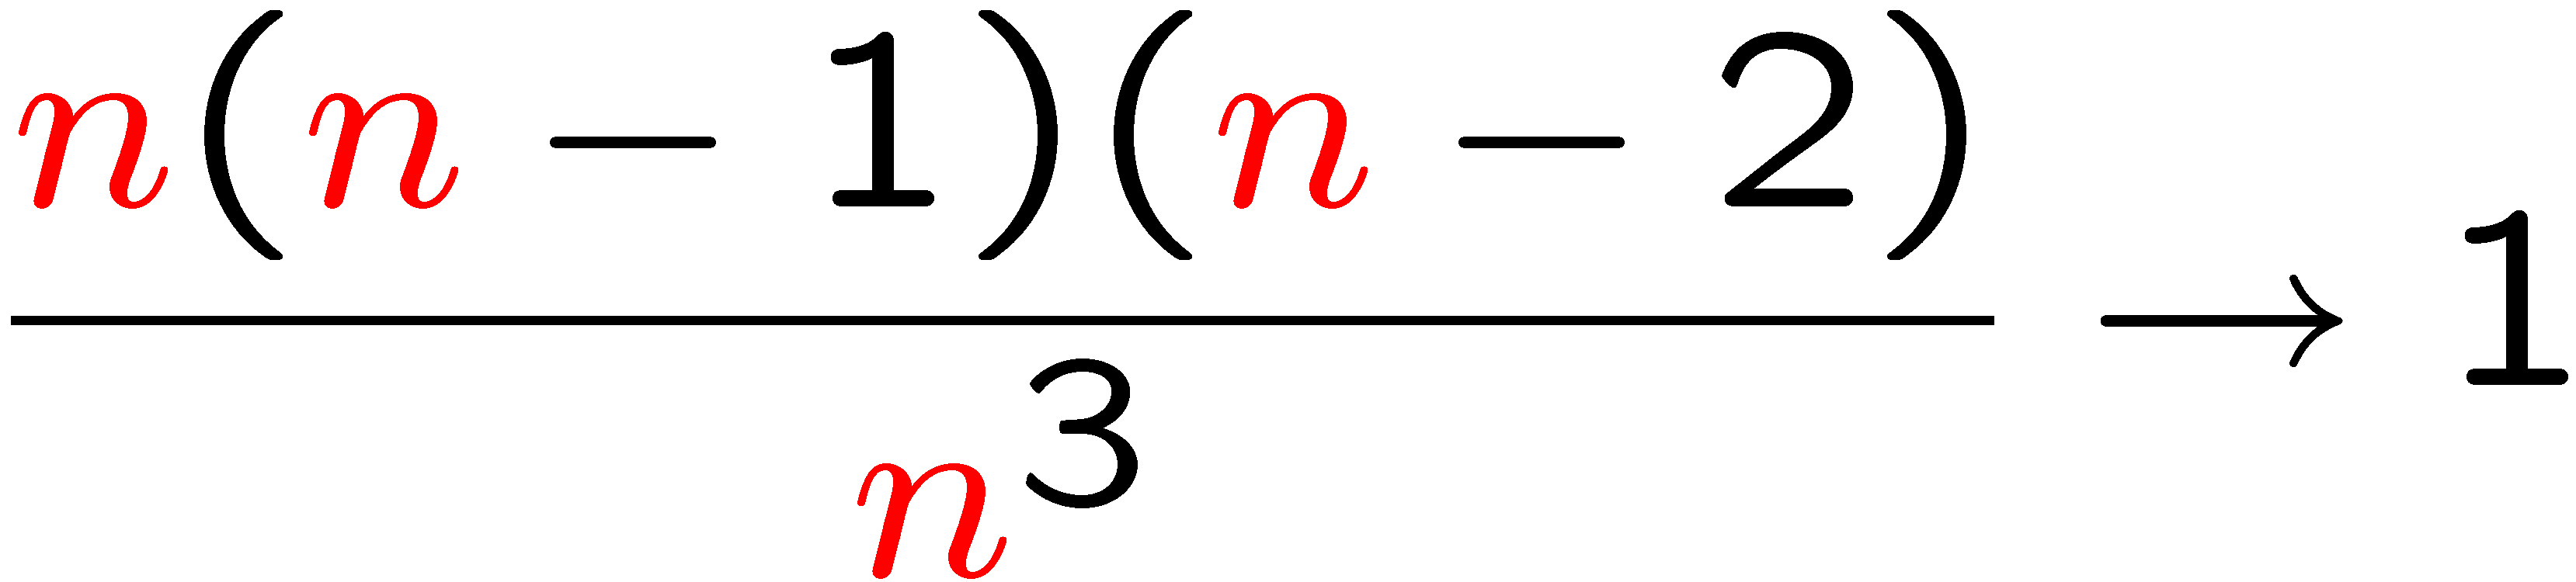 n(n − 1)(n − 2)
n³ → 1